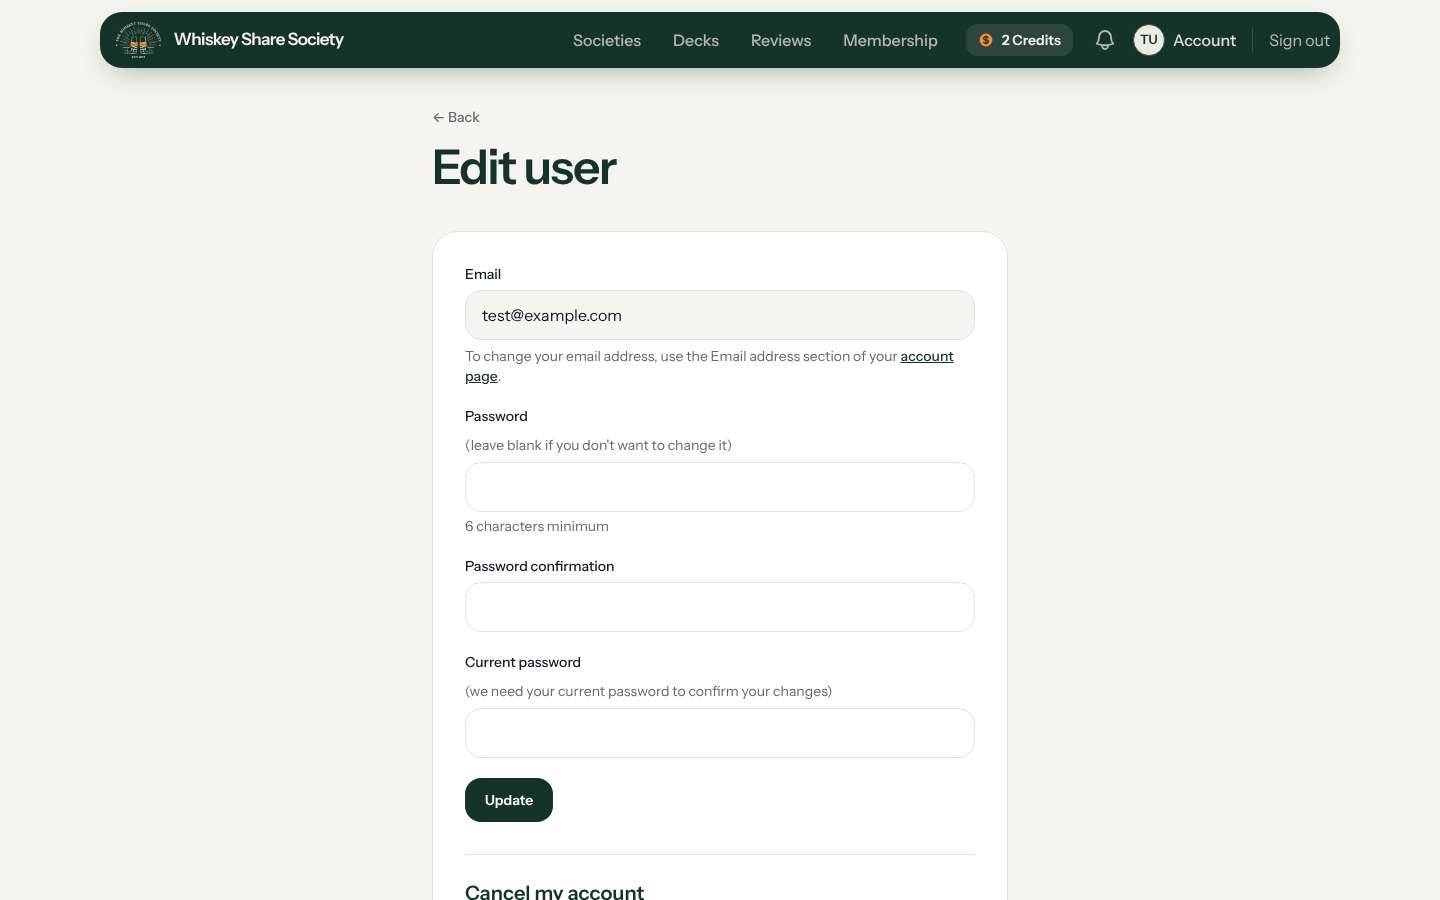 Whiskey Share Society
Societies
Decks
Reviews
Membership
2 Credits
TU
Account
Sign out
← Back
Edit user
Email
test@example.com
To change your email address, use the Email address section of your account
page.
Password
(leave blank if you don't want to change it)
6 characters minimum
Password confirmation
Current password
(we need your current password to confirm your changes)
Update
Cancel my account